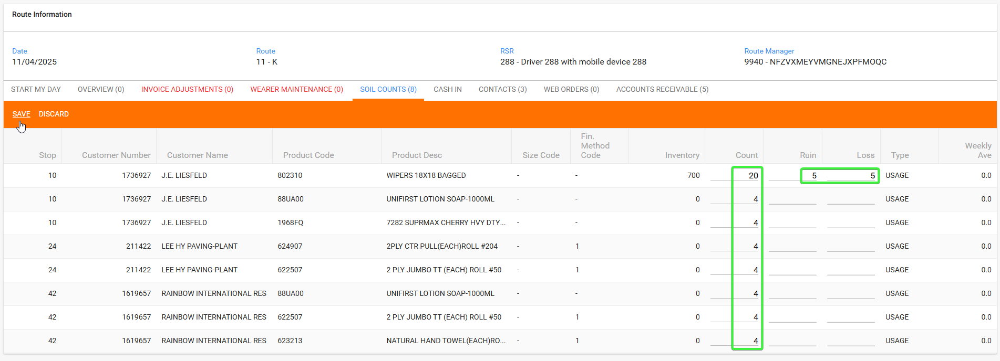 Route Information
Date Route RSR Route Manager
11/04/2025 11 - K 288 - Driver 288 with mobile device 288 9940 - NFZVXMEYVMGNEJXPFMOQC
START MY DAY OVERVIEW (0) INVOICE ADJUSTMENTS (0) WEARER MAINTENANCE (0) SOIL COUNTS (8) CASH IN CONTACTS (3) WEB ORDERS (0) ACCOUNTS RECEIVABLE (5)
SAVE DISCARD
Stop Customer Number Customer Name Product Code Product Desc Size Code Fin. Method Code Inventory Count Ruin Loss Type Weekly Ave
10 1736927 J.E. LIESFELD 802310 WIPERS 18X18 BAGGED - - 700 20 5 5 USAGE 0.0
10 1736927 J.E. LIESFELD 88UA00 UNIFIRST LOTION SOAP-1000ML - - 0 4 USAGE 0.0
10 1736927 J.E. LIESFELD 1968FQ 7282 SUPRMAX CHERRY HVY DTY... - - 0 4 USAGE 0.0
24 211422 LEE HY PAVING-PLANT 624907 2PLY CTR PULL(EACH)ROLL #204 - 1 0 4 USAGE 0.0
24 211422 LEE HY PAVING-PLANT 622507 2 PLY JUMBO TT (EACH) ROLL #50 - 1 0 4 USAGE 0.0
42 1619657 RAINBOW INTERNATIONAL RES 88UA00 UNIFIRST LOTION SOAP-1000ML - - 0 4 USAGE 0.0
42 1619657 RAINBOW INTERNATIONAL RES 622507 2 PLY JUMBO TT (EACH) ROLL #50 - 1 0 4 USAGE 0.0
42 1619657 RAINBOW INTERNATIONAL RES 623213 NATURAL HAND TOWEL(EACH)RO... - 1 0 4 USAGE 0.0